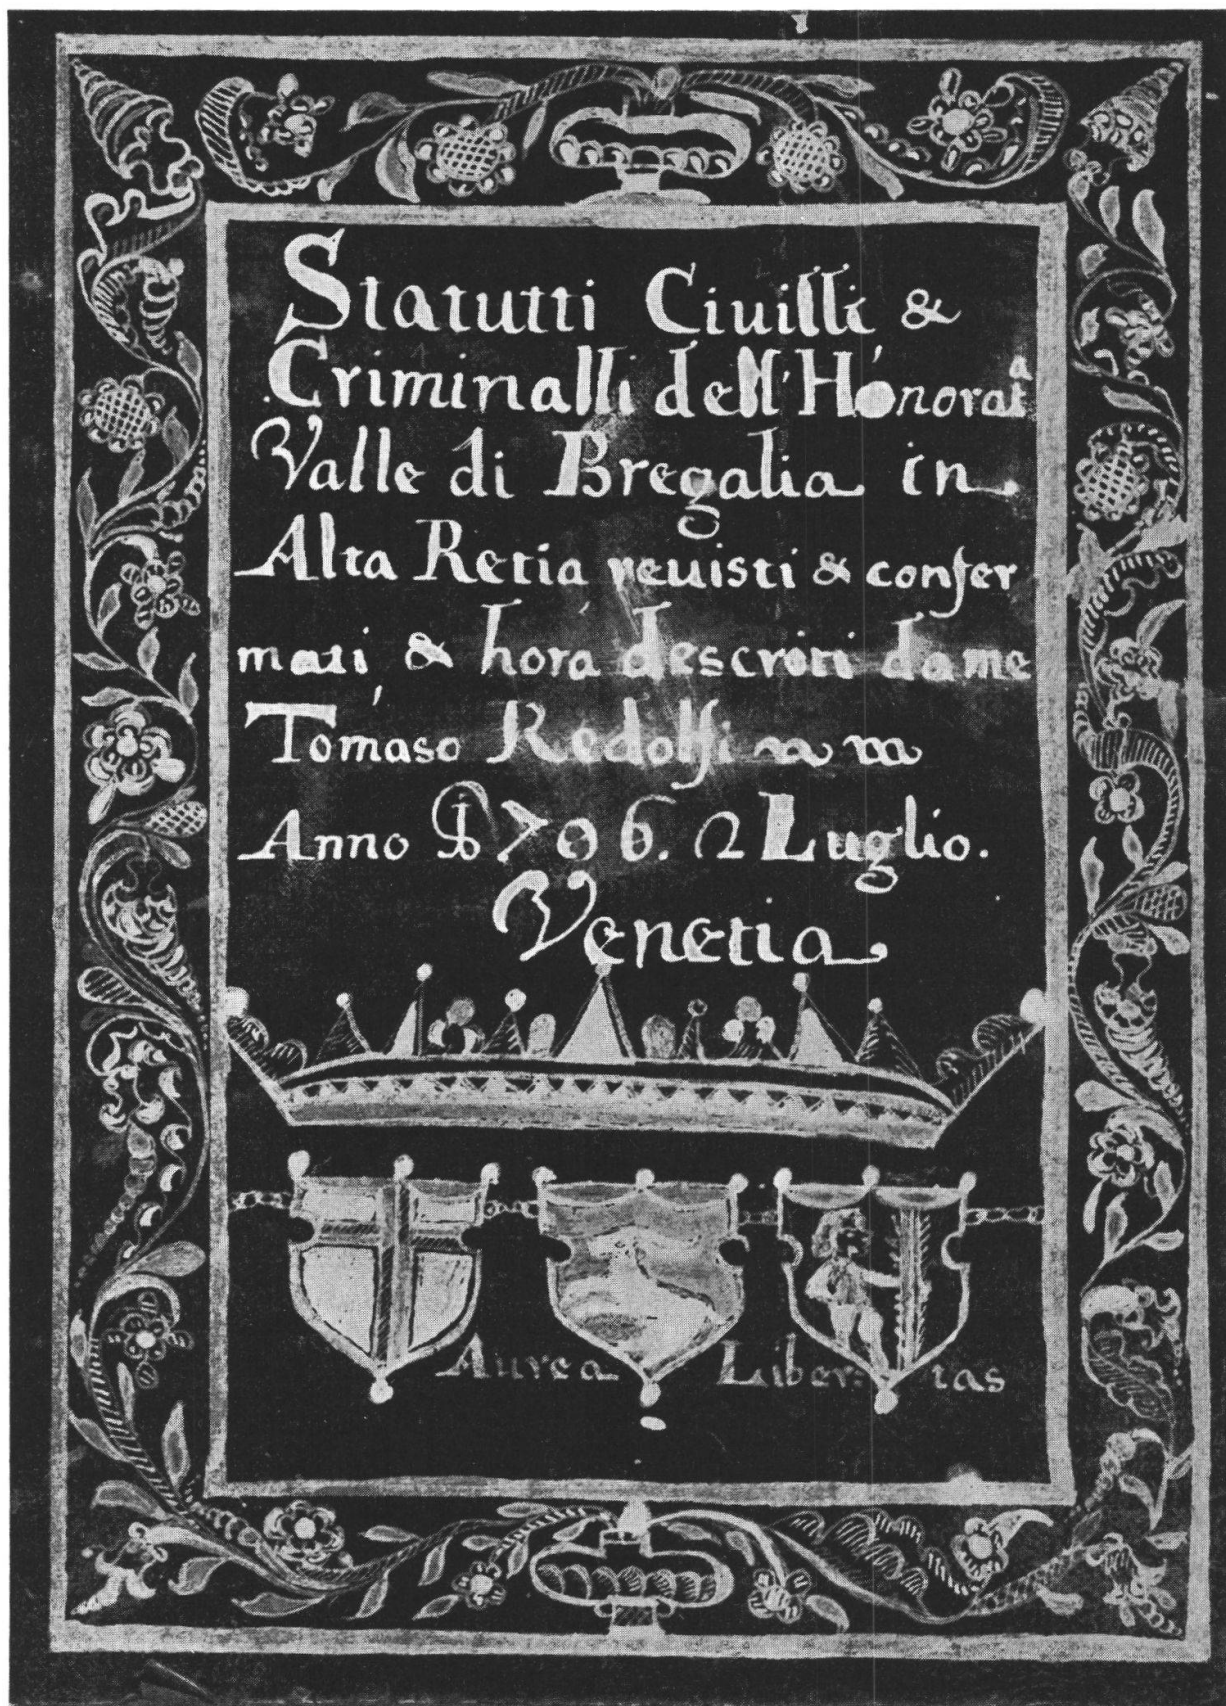 Statutti Ciuilli &
Criminalli dell'Honorata
Valle di Bregalia in
Alta Retia reuisti & confer
mati & hora descritti da me
Tomaso Redolfi
Anno 1706. 2 Luglio.
Venetia
Aurea Libertas